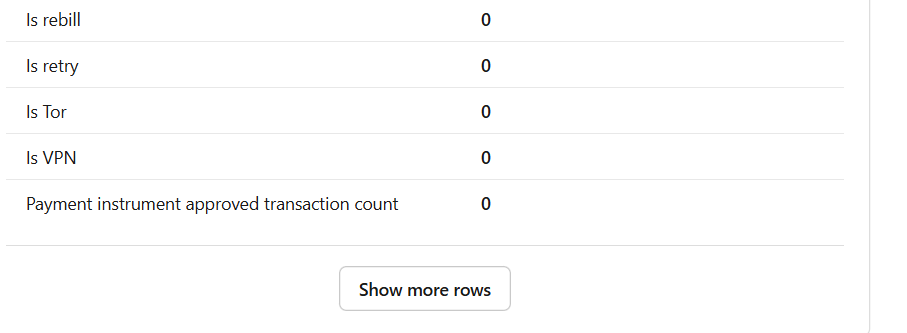 Is rebill 0
Is retry 0
Is Tor 0
Is VPN 0
Payment instrument approved transaction count 0
Show more rows